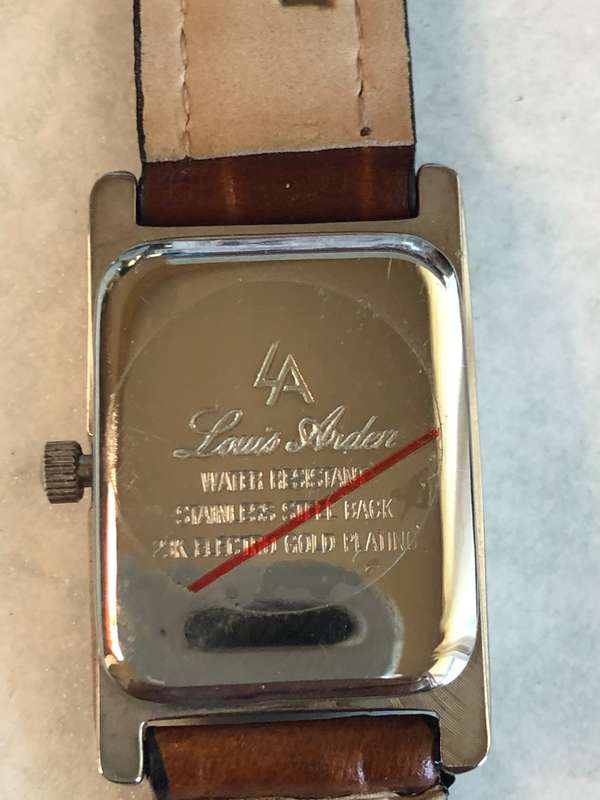 LA
Louis Arden
WATER RESISTANT
STAINLESS STEEL BACK
23K ELECTRO GOLD PLATING